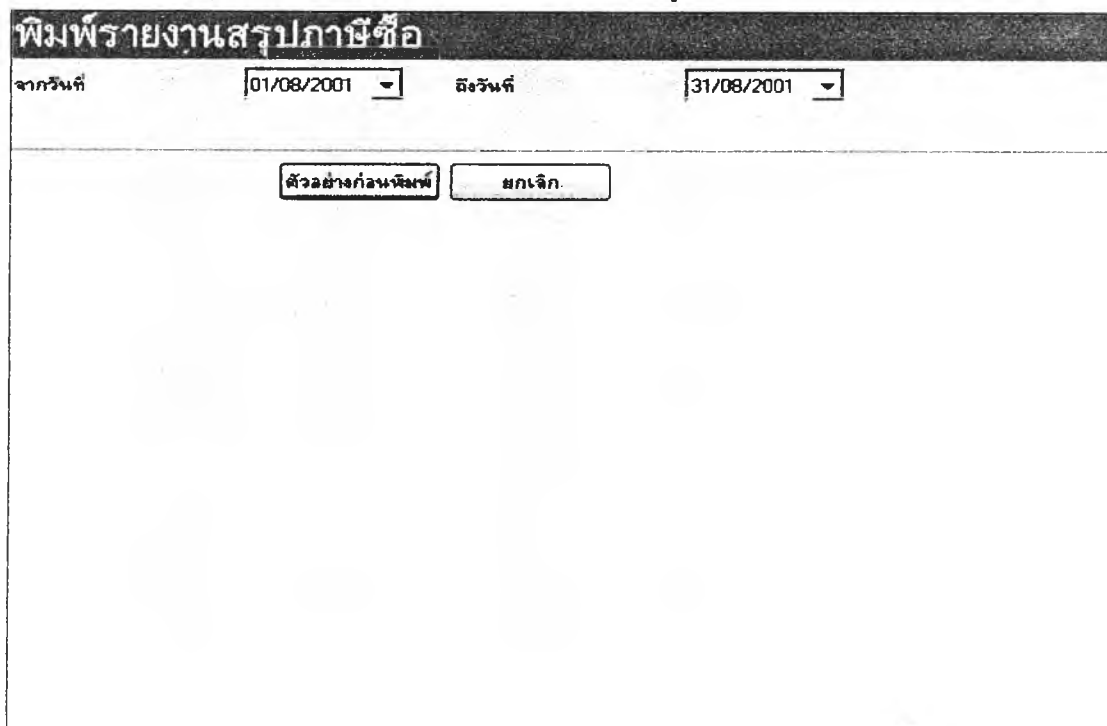 พิมพ์รายงานสรุปภาษีซื้อ
จากวันที่ 01/08/2001 ถึงวันที่ 31/08/2001
ตัวอย่างก่อนพิมพ์ ยกเลิก